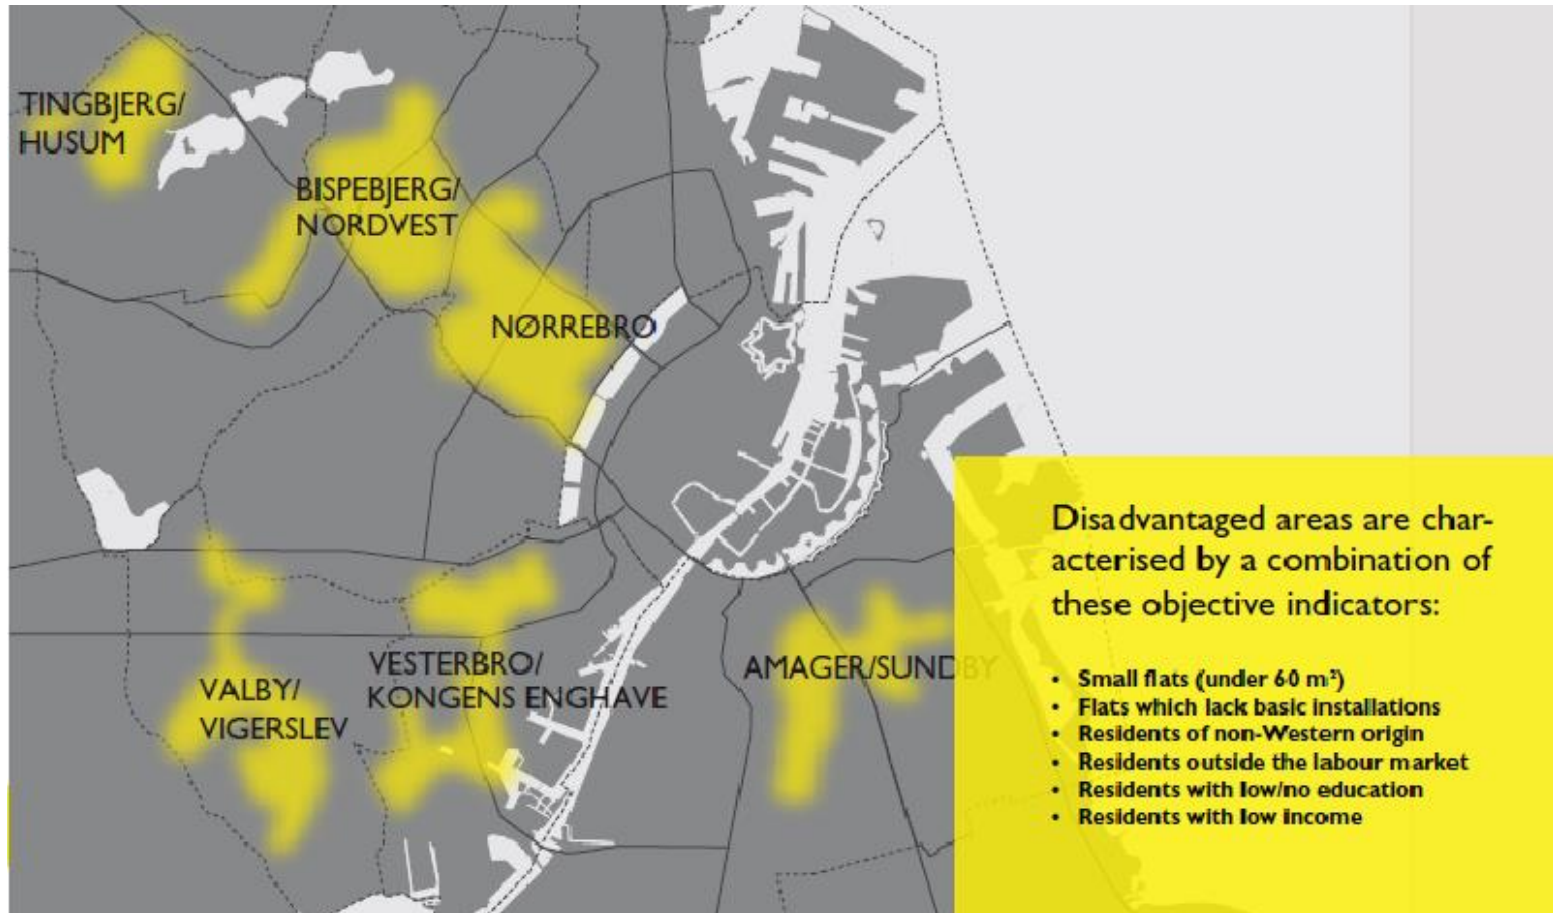 TINGBJERG/
HUSUM
BISPEBJERG/
NORDVEST
NØRREBRO
VALBY/
VIGERSLEV
VESTERBRO/
KONGENS ENGHAVE
AMAGER/SUNDBY
Disadvantaged areas are char-
acterised by a combination of
these objective indicators:
• Small flats (under 60 m²)
• Flats which lack basic installations
• Residents of non-Western origin
• Residents outside the labour market
• Residents with low/no education
• Residents with low income